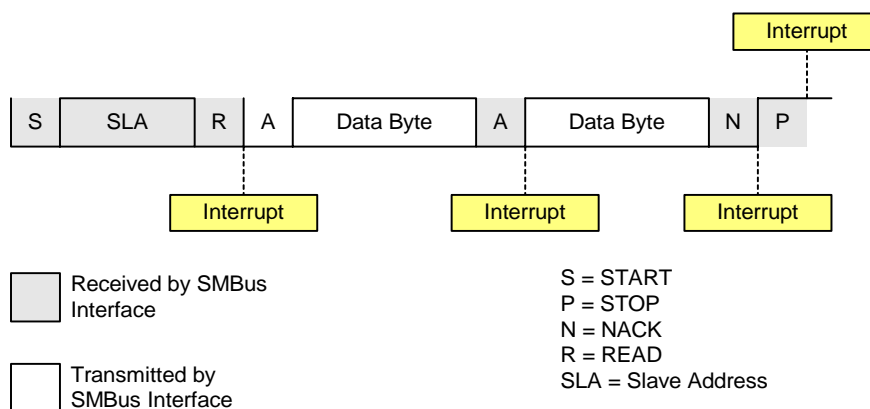 Interrupt
S SLA R A Data Byte A Data Byte N P
Interrupt Interrupt Interrupt
Received by SMBus
Interface
Transmitted by
SMBus Interface
S = START
P = STOP
N = NACK
R = READ
SLA = Slave Address